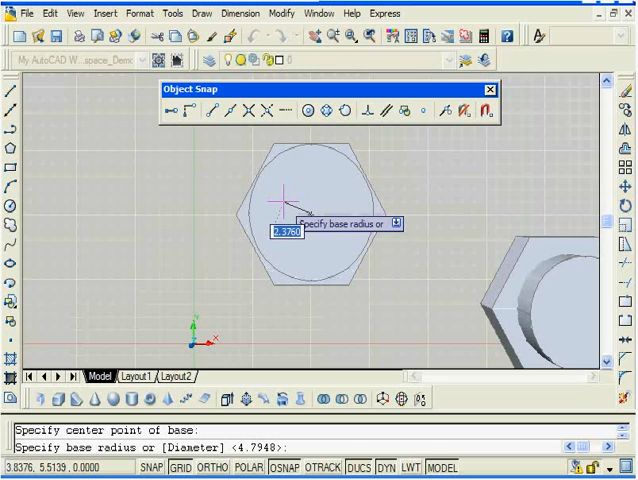 File Edit View Insert Format Tools Draw Dimension Modify Window Help Express
My AutoCAD W...space_Demo
0
Object Snap
Specify base radius or
2.3760
Y
X
Model Layout1 Layout2
Specify center point of base:
Specify base radius or [Diameter] <4.7948>:
3.8376, 5.5139, 0.0000 SNAP GRID ORTHO POLAR OSNAP OTRACK DUCS DYN LWT MODEL